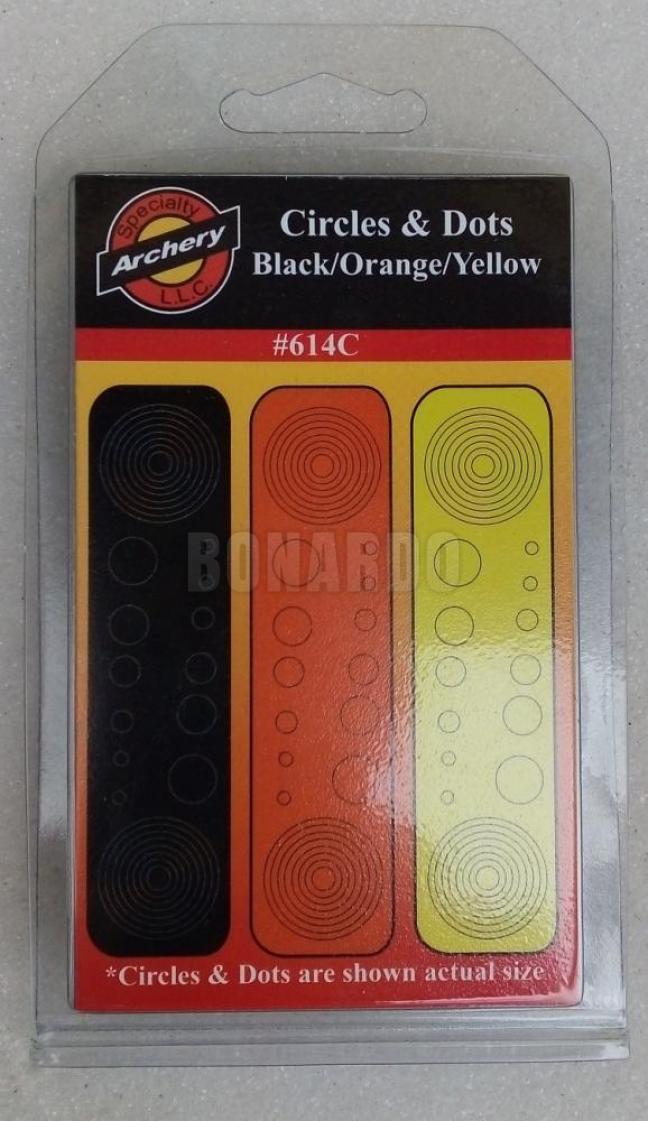 Specialty
Archery
L.L.C.
Circles & Dots
Black/Orange/Yellow
#614C
BONARDO
*Circles & Dots are shown actual size